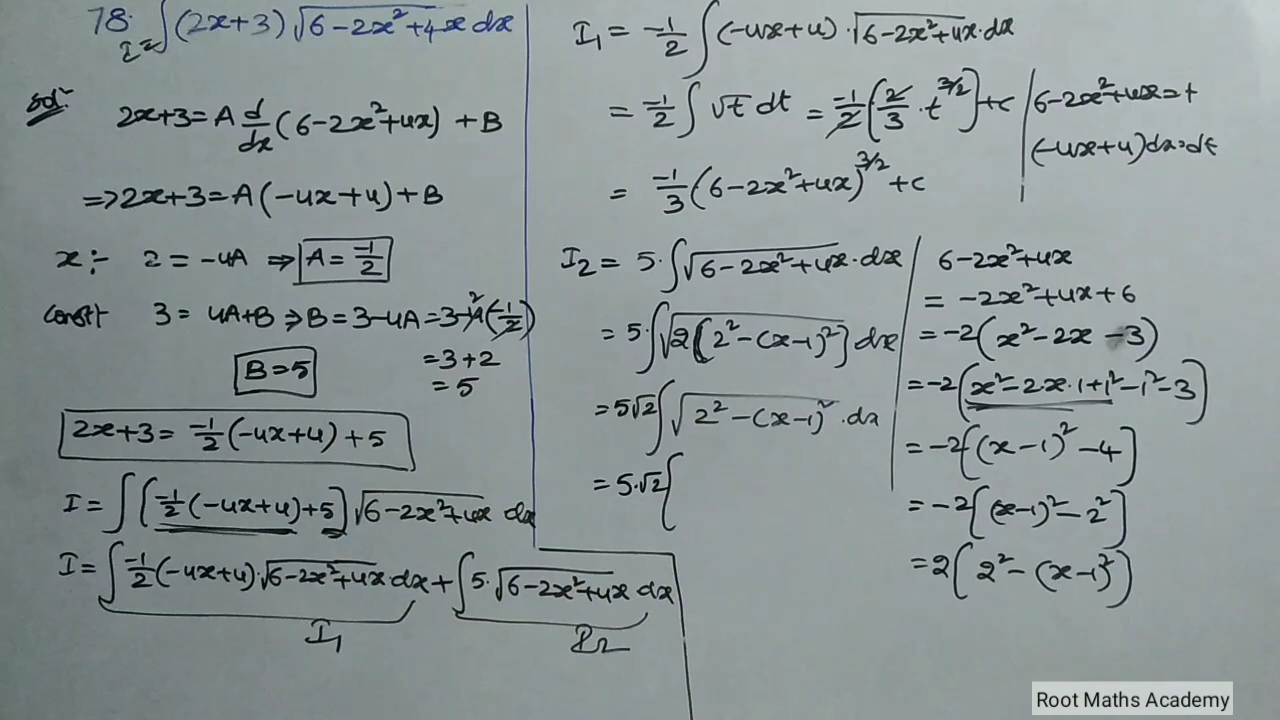 78. I = ∫(2x+3)√(6-2x²+4x) dx
Sol:
2x+3 = A d/dx (6-2x²+4x) + B
⇒ 2x+3 = A(-4x+4) + B
x :- 2 = -4A ⇒ A = -1/2
Const 3 = 4A+B ⇒ B = 3-4A = 3-4²(-1/2)
B = 5
= 3+2
= 5
2x+3 = -1/2 (-4x+4) + 5
I = ∫[-1/2 (-4x+4) + 5] √(6-2x²+4x) dx
I = ∫ -1/2 (-4x+4) . √(6-2x²+4x) dx + ∫ 5 . √(6-2x²+4x) dx
I₁ I₂
I₁ = -1/2 ∫(-4x+4) . √(6-2x²+4x) . dx
= -1/2 ∫ √t dt = -1/2 [2/3 . t^(3/2)] + c
6-2x²+4x = t
(-4x+4) dx = dt
= -1/3 (6-2x²+4x)^(3/2) + c
I₂ = 5 . ∫ √(6-2x²+4x) . dx
= 5 . ∫ √(2[2²-(x-1)²]) dx
= 5√2 ∫ √(2²-(x-1)²) . dx
= 5.√2 [
6-2x²+4x
= -2x²+4x+6
= -2(x²-2x-3)
= -2(x²-2x.1+1²-1²-3)
= -2[(x-1)²-4]
= -2[(x-1)²-2²]
= 2(2²-(x-1)²)
Root Maths Academy